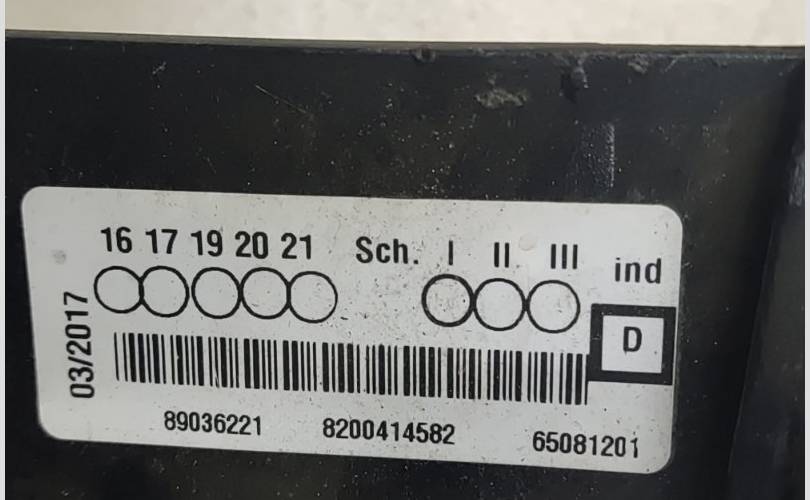 16 17 19 20 21 Sch. I II III ind
D
03/2017
89036221 8200414582 65081201